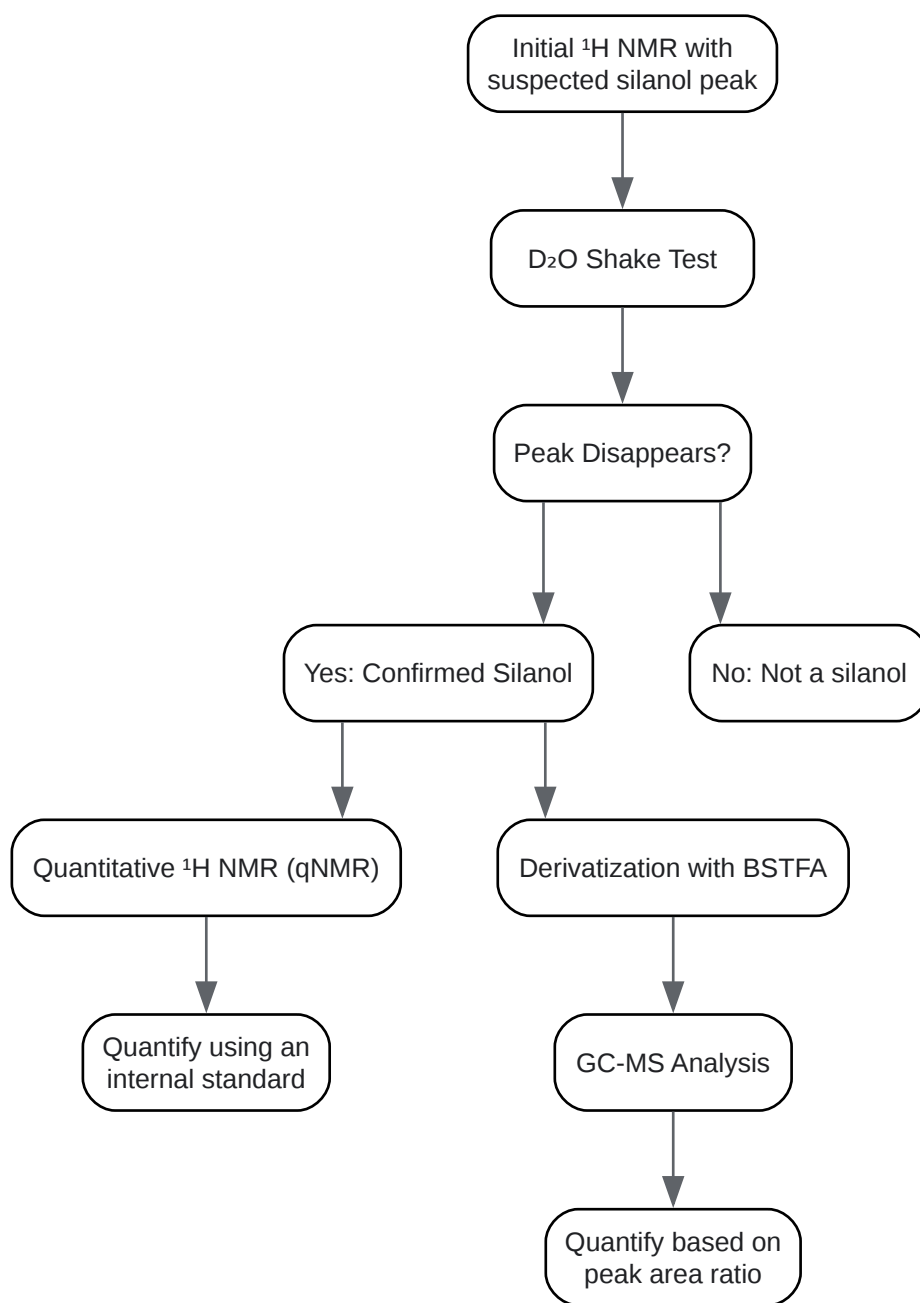 Initial ¹H NMR with
suspected silanol peak
D₂O Shake Test
Peak Disappears?
Yes: Confirmed Silanol
No: Not a silanol
Quantitative ¹H NMR (qNMR)
Derivatization with BSTFA
Quantify using an
internal standard
GC-MS Analysis
Quantify based on
peak area ratio